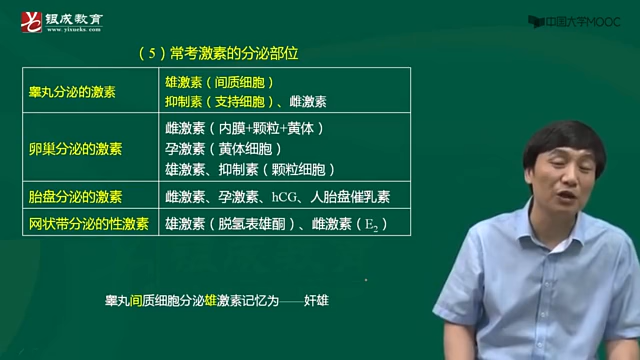 银成教育
www.yixueks.com
中国大学MOOC
（5）常考激素的分泌部位
睾丸分泌的激素
雄激素（间质细胞）
抑制素（支持细胞）、雌激素
卵巢分泌的激素
雌激素（内膜+颗粒+黄体）
孕激素（黄体细胞）
雄激素、抑制素（颗粒细胞）
胎盘分泌的激素
雌激素、孕激素、hCG、人胎盘催乳素
网状带分泌的性激素
雄激素（脱氢表雄酮）、雌激素（E₂）
睾丸间质细胞分泌雄激素记忆为——奸雄